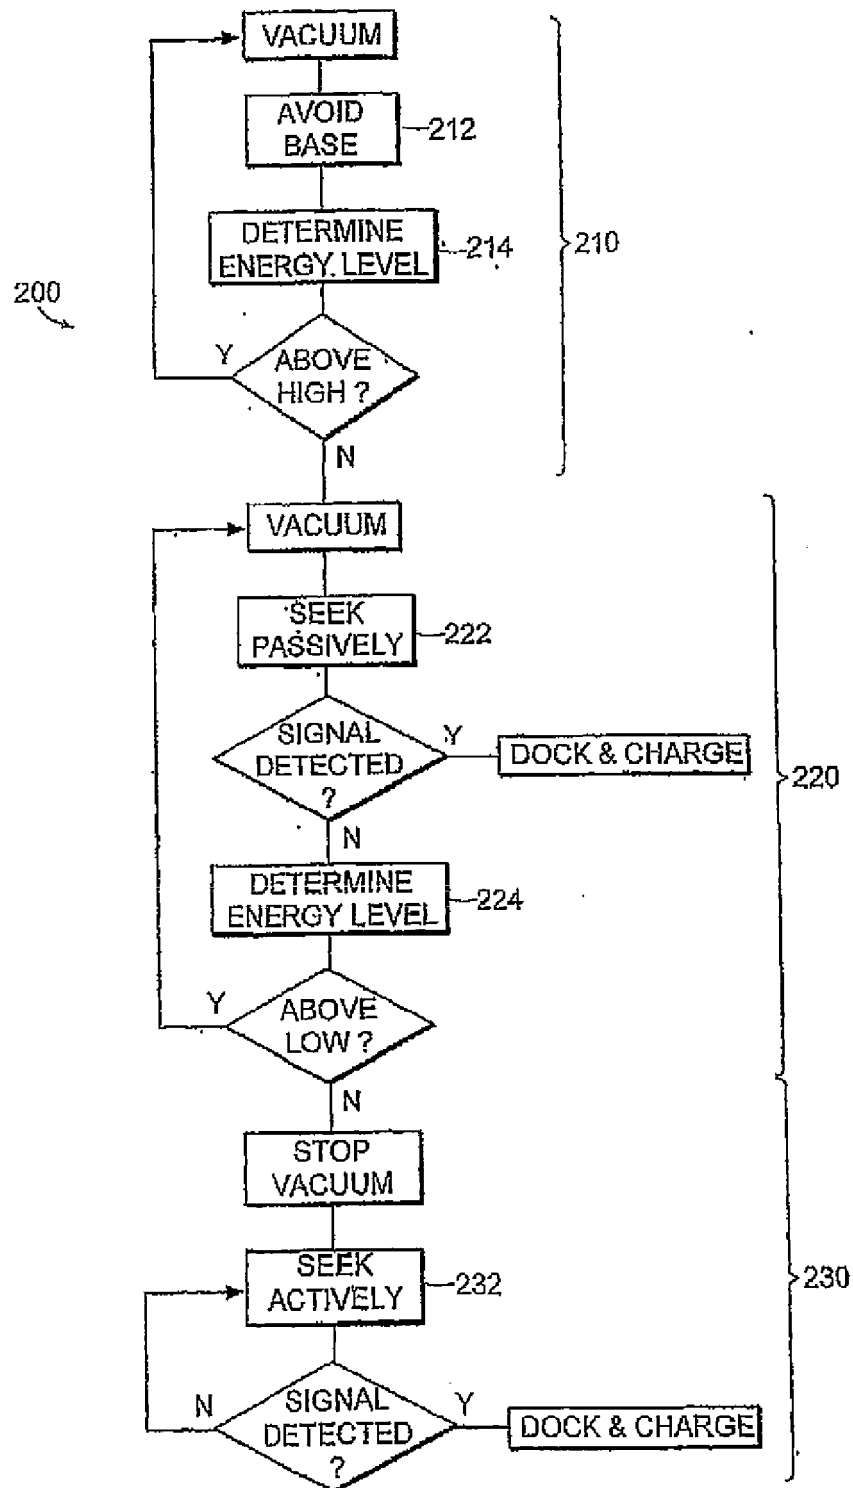 VACUUM
AVOID
BASE
212
DETERMINE
ENERGY LEVEL
214
210
200
Y
ABOVE
HIGH ?
N
VACUUM
SEEK
PASSIVELY
222
SIGNAL
DETECTED
?
Y
DOCK & CHARGE
220
N
DETERMINE
ENERGY LEVEL
224
Y
ABOVE
LOW ?
N
STOP
VACUUM
SEEK
ACTIVELY
232
230
N
SIGNAL
DETECTED
?
Y
DOCK & CHARGE